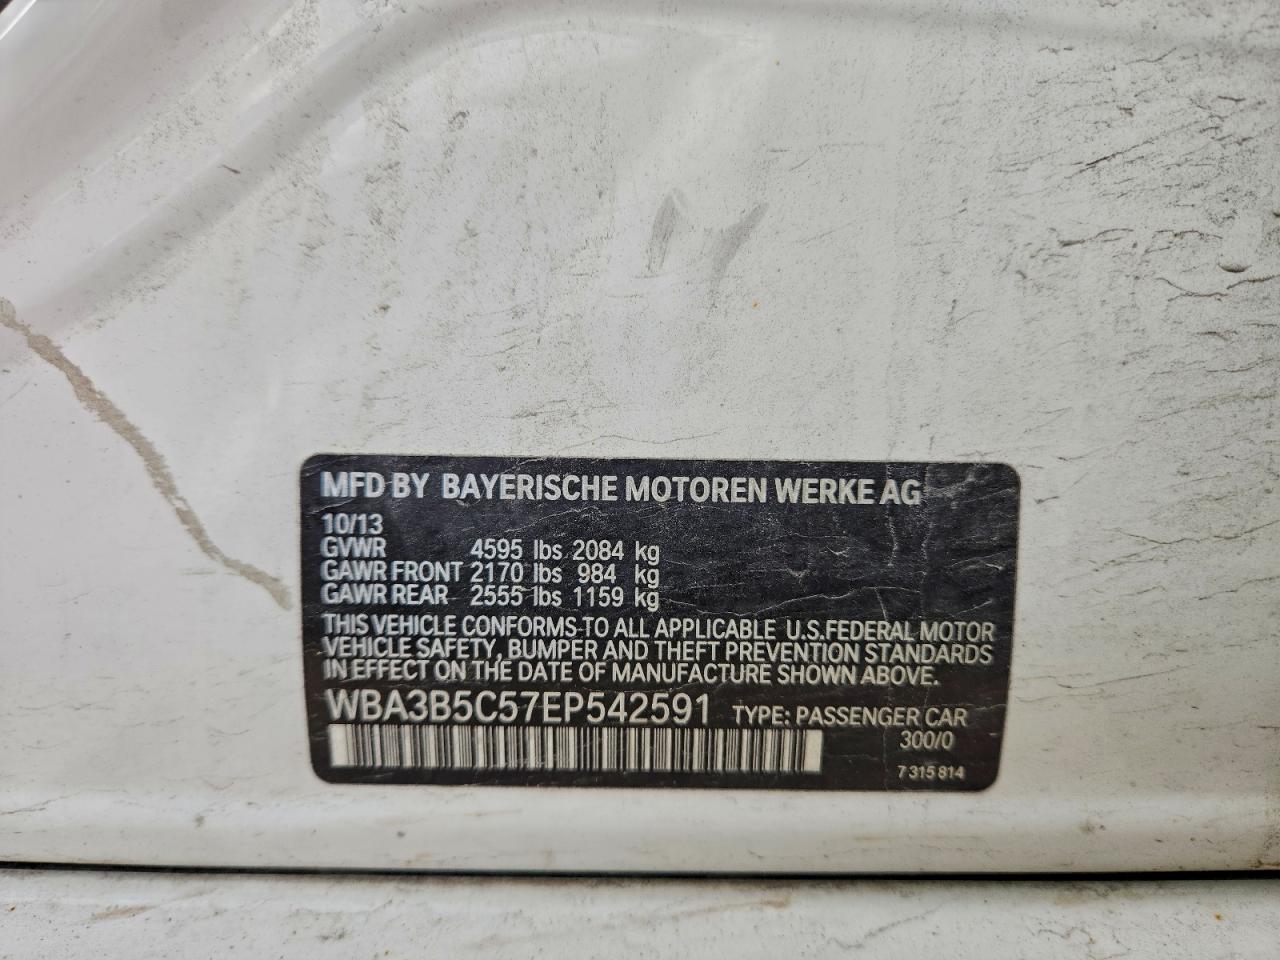 MFD BY BAYERISCHE MOTOREN WERKE AG
10/13
GVWR 4595 lbs 2084 kg
GAWR FRONT 2170 lbs 984 kg
GAWR REAR 2555 lbs 1159 kg
THIS VEHICLE CONFORMS TO ALL APPLICABLE U.S.FEDERAL MOTOR
VEHICLE SAFETY, BUMPER AND THEFT PREVENTION STANDARDS
IN EFFECT ON THE DATE OF MANUFACTURE SHOWN ABOVE.
WBA3B5C57EP542591 TYPE: PASSENGER CAR
300/0
7 315 814